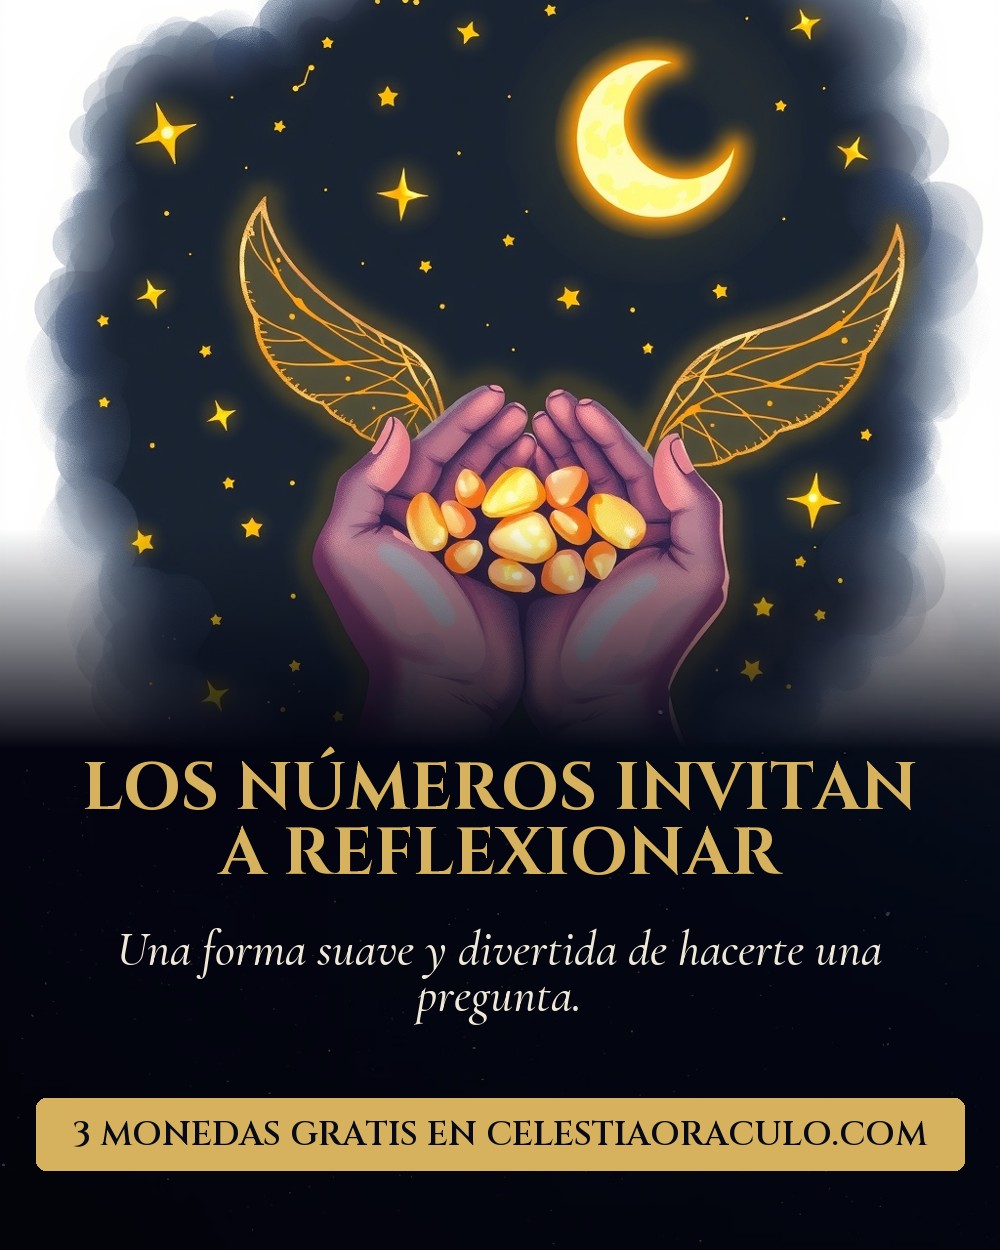 LOS NÚMEROS INVITAN
A REFLEXIONAR
Una forma suave y divertida de hacerte una
pregunta.
3 MONEDAS GRATIS EN CELESTIAORACULO.COM